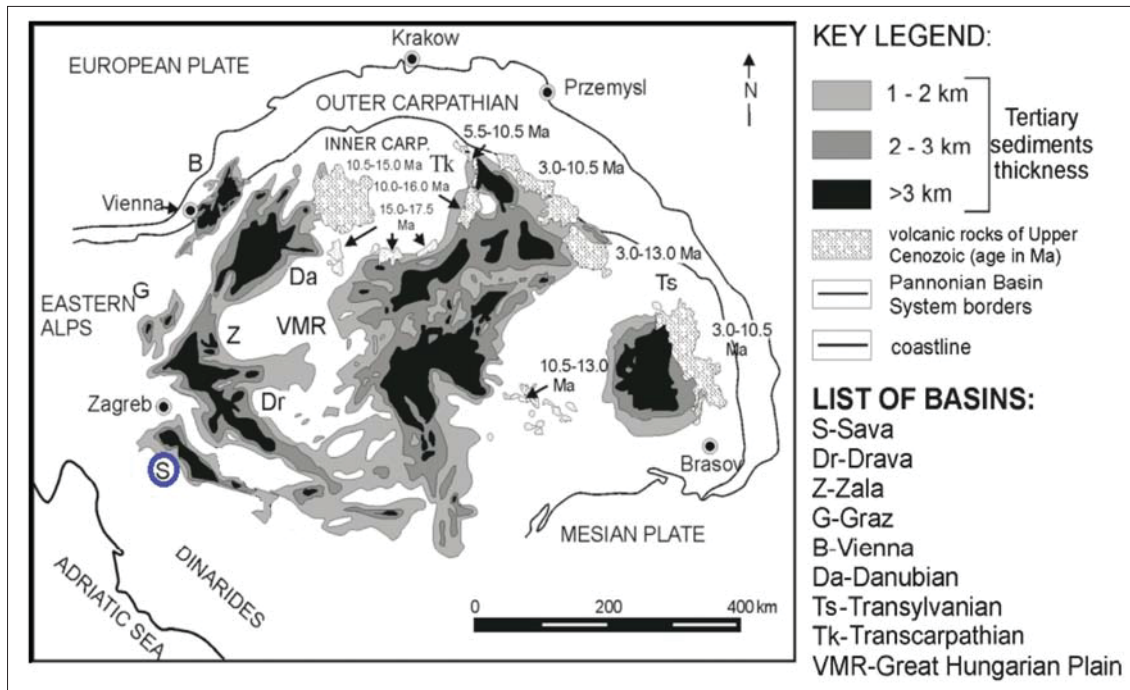 EUROPEAN PLATE
Krakow
Przemysl
N
OUTER CARPATHIAN
5.5-10.5 Ma
INNER CARP.
10.5-15.0 Ma
Tk
3.0-10.5 Ma
B
10.0-16.0 Ma
Vienna
15.0-17.5
Ma
3.0-13.0 Ma
Da
Ts
G
EASTERN
ALPS
Z
VMR
3.0-10.5
Ma
10.5-13.0
Ma
Zagreb
Dr
Brasov
S
MESIAN PLATE
DINARIDES
ADRIATIC SEA
0
200
400 km
KEY LEGEND:
1 - 2 km
2 - 3 km
>3 km
Tertiary
sediments
thickness
volcanic rocks of Upper
Cenozoic (age in Ma)
Pannonian Basin
System borders
coastline
LIST OF BASINS:
S-Sava
Dr-Drava
Z-Zala
G-Graz
B-Vienna
Da-Danubian
Ts-Transylvanian
Tk-Transcarpathian
VMR-Great Hungarian Plain